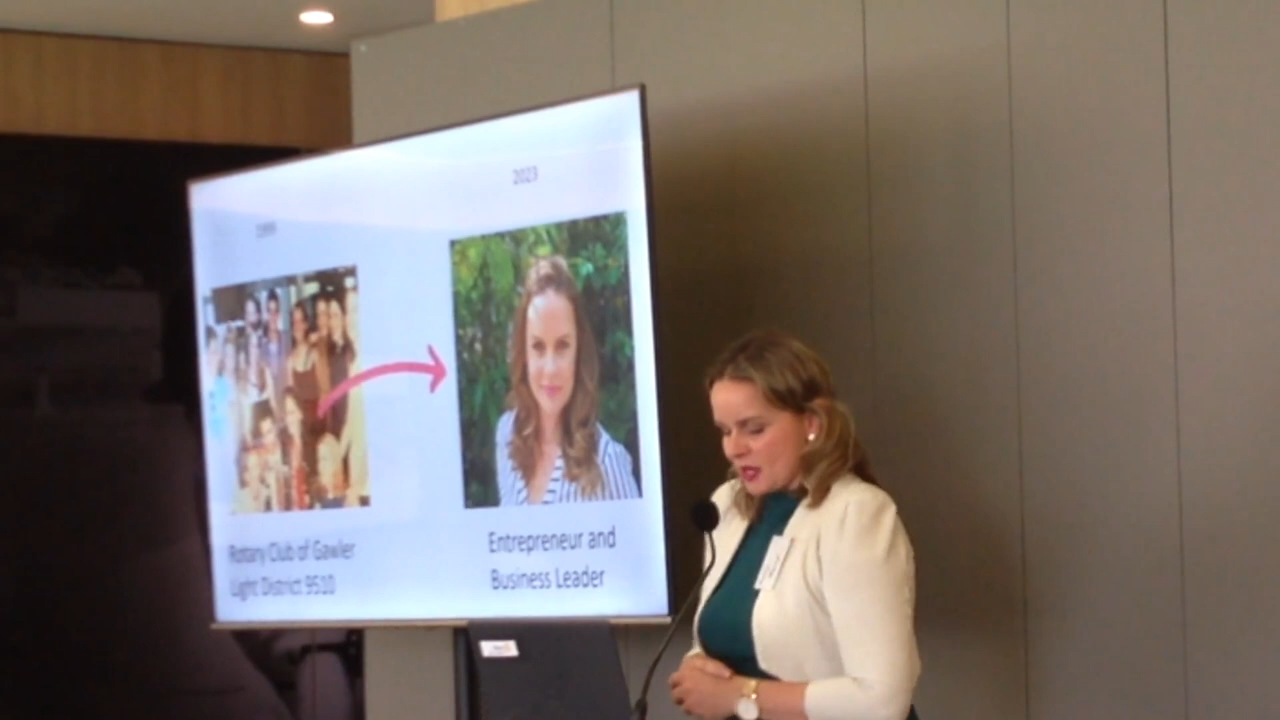 2023
Rotary Club of Gawler
Light District 9510
Entrepreneur and
Business Leader